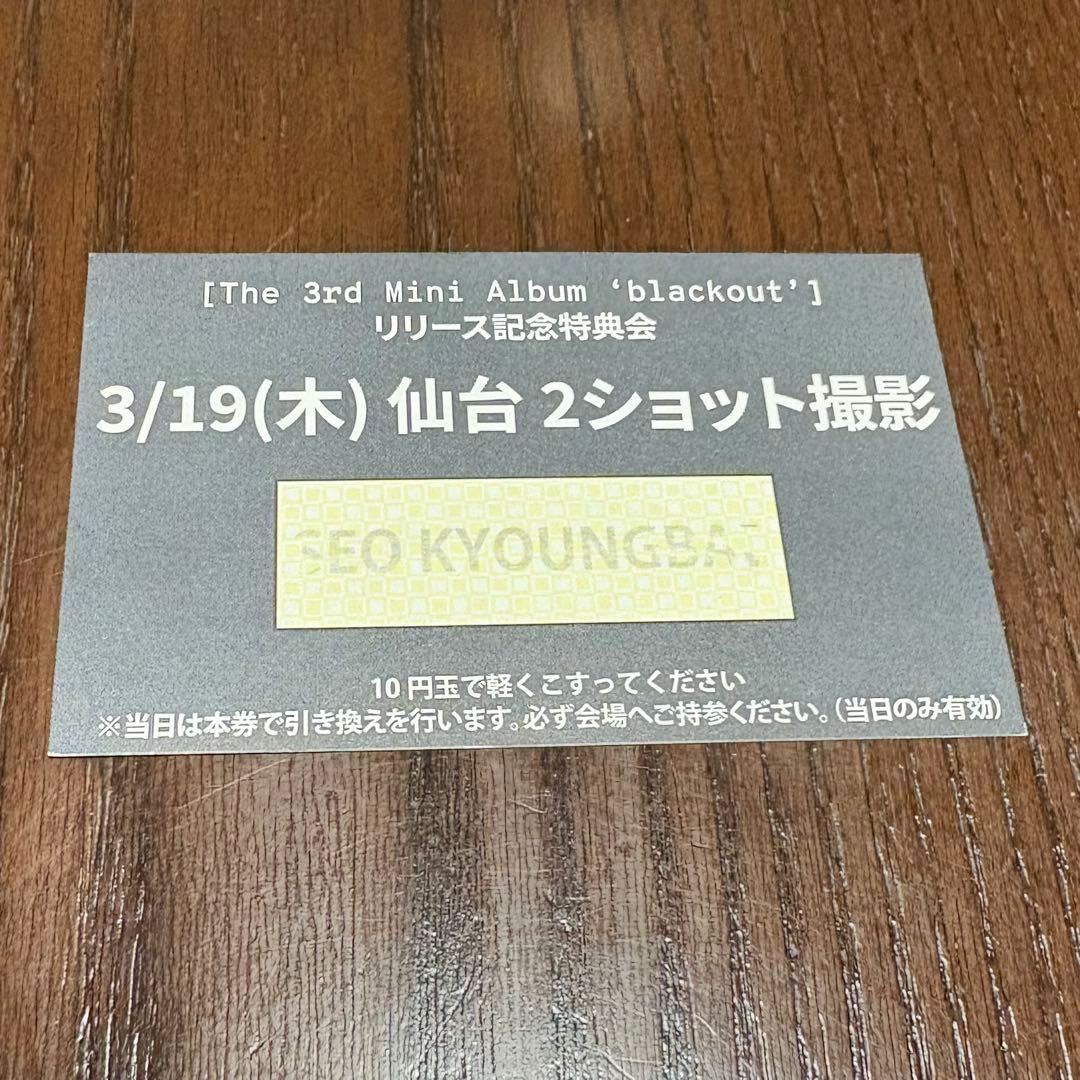 [The 3rd Mini Album ‘blackout’]
リリース記念特典会
3/19(木) 仙台 2ショット撮影
SEO KYOUNGBAE
10円玉で軽くこすってください
※当日は本券で引き換えを行います。必ず会場へご持参ください。(当日のみ有効)